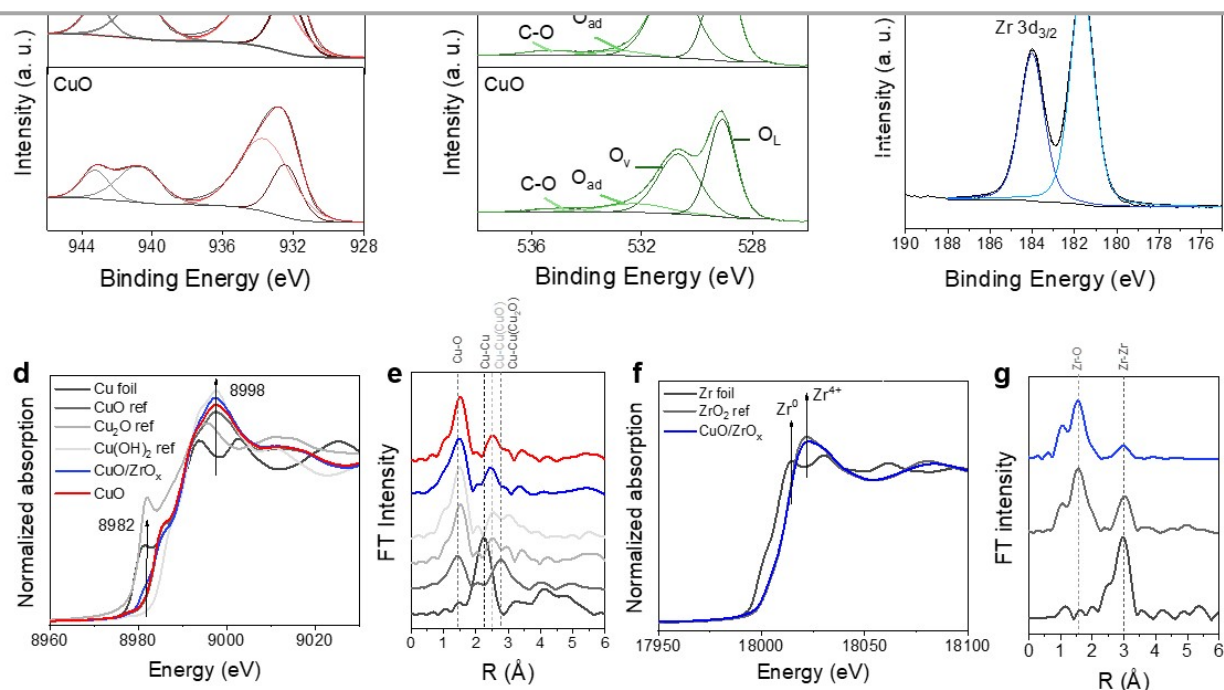 Intensity (a. u.)
CuO
944 940 936 932 928
Binding Energy (eV)
Intensity (a. u.)
C-O
O_ad
CuO
C-O
O_ad
O_v
O_L
536 532 528
Binding Energy (eV)
Intensity (a. u.)
Zr 3d_3/2
190 188 186 184 182 180 178 176
Binding Energy (eV)
d
Normalized absorption
Cu foil
CuO ref
Cu₂O ref
Cu(OH)₂ ref
CuO/ZrOₓ
CuO
8998
8982
8960 8980 9000 9020
Energy (eV)
e
FT Intensity
Cu-O
Cu-Cu
Cu-Cu(CuO)
Cu-Cu(Cu₂O)
0 1 2 3 4 5 6
R (Å)
f
Normalized absorption
Zr foil
ZrO₂ ref
CuO/ZrOₓ
Zr⁰
Zr⁴⁺
17950 18000 18050 18100
Energy (eV)
g
FT intensity
Zr-O
Zr-Zr
0 1 2 3 4 5 6
R (Å)